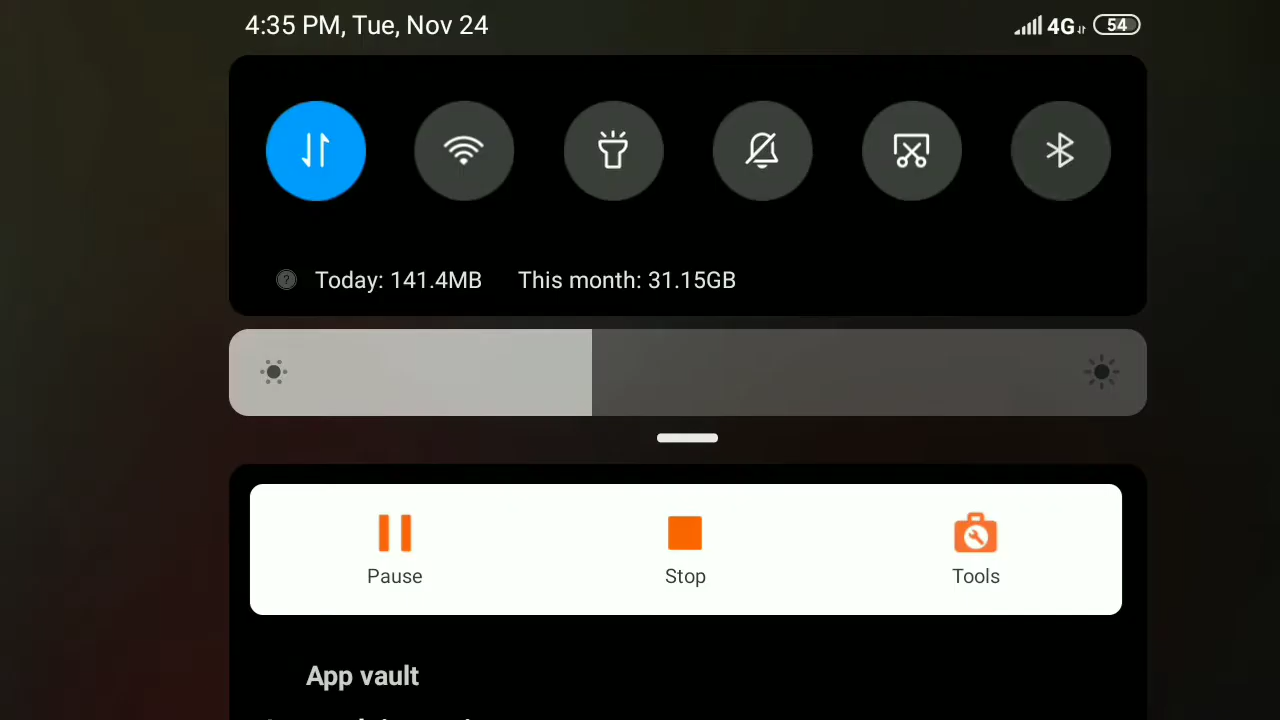 4:35 PM, Tue, Nov 24 4G 54
Today: 141.4MB This month: 31.15GB
Pause Stop Tools
App vault